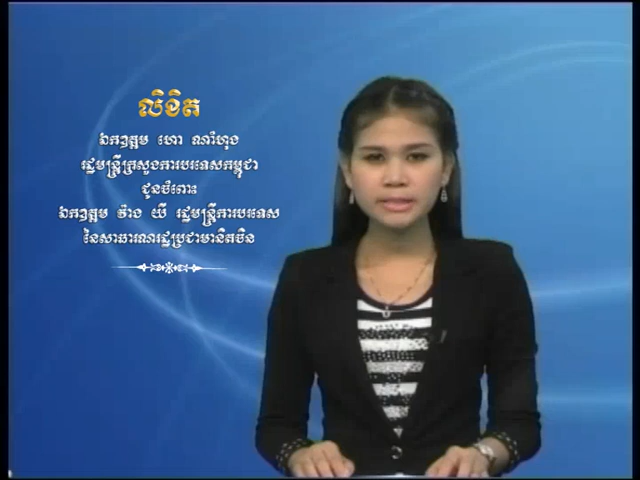 លិខិត
ឯកឧត្តម ហោ ណាំហុង
រដ្ឋមន្ត្រីក្រសួងការបរទេសកម្ពុជា
ជូនចំពោះ
ឯកឧត្តម វ៉ាង យី រដ្ឋមន្ត្រីការបរទេស
នៃសាធារណរដ្ឋប្រជាមានិតចិន